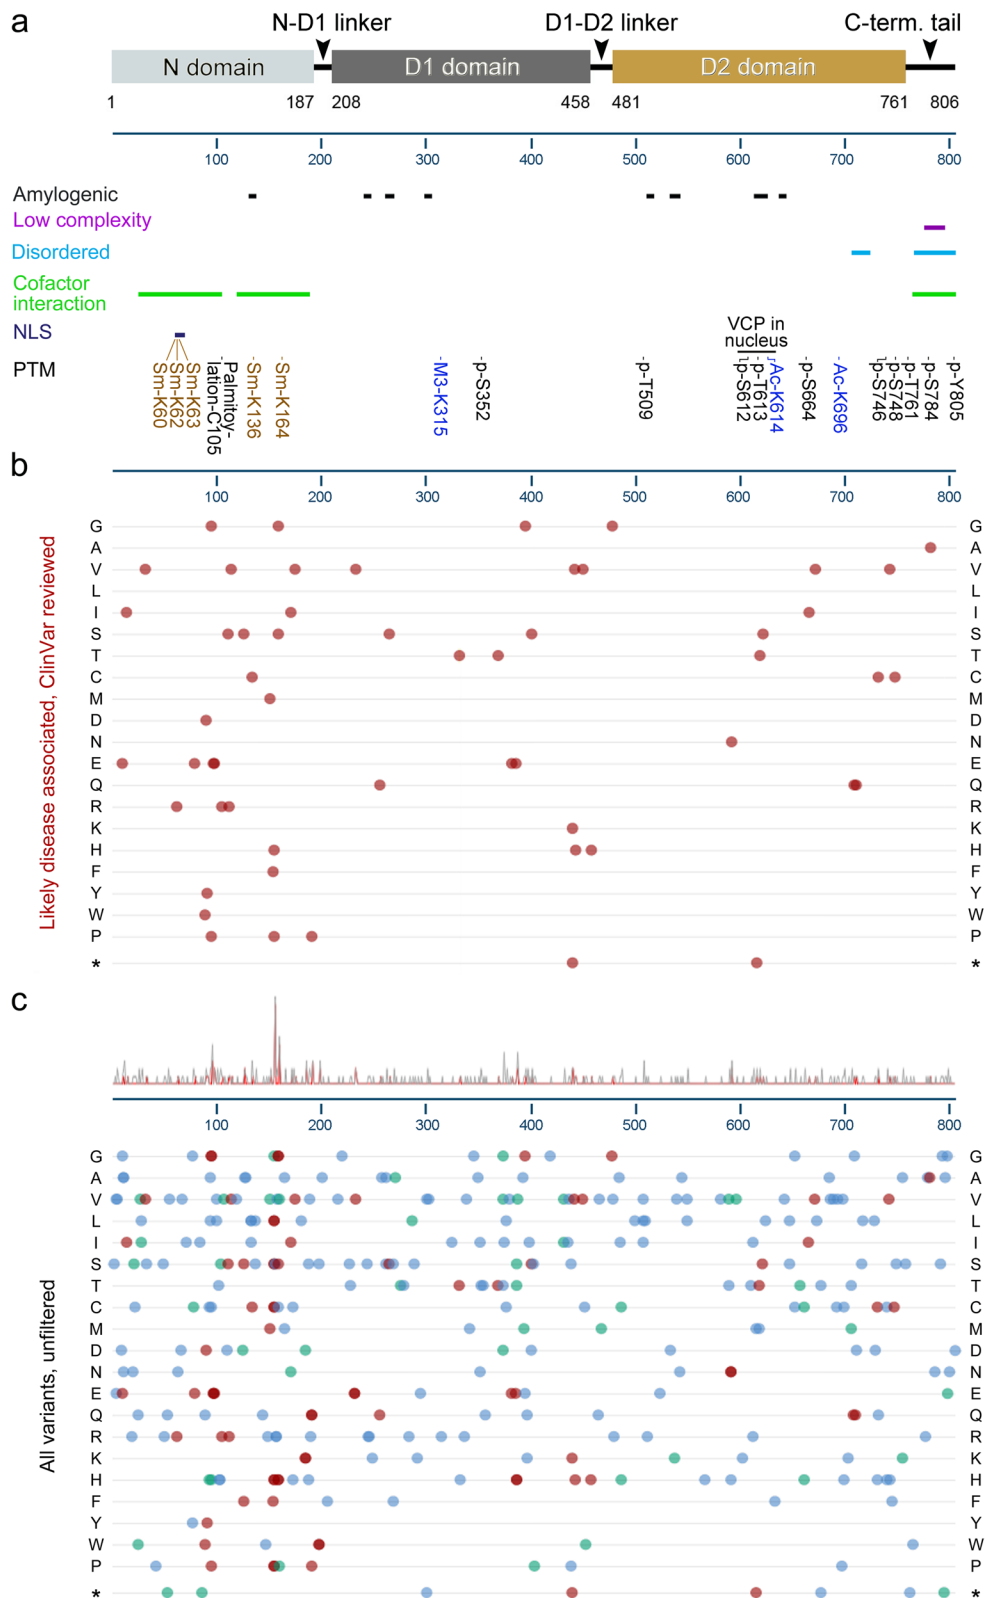 a
N-D1 linker D1-D2 linker C-term. tail
N domain D1 domain D2 domain
1 187 208 458 481 761 806
100 200 300 400 500 600 700 800
Amylogenic
Low complexity
Disordered
Cofactor
interaction
NLS
VCP in
nucleus
PTM
Sm-K60
Sm-K62
Sm-K63
Palmitoy-
lation-C105
Sm-K136
Sm-K164
M3-K315
p-S352
p-T509
p-S612
p-T613
Ac-K614
p-S664
Ac-K696
p-S746
p-S748
p-T761
p-S784
p-Y805
b
100 200 300 400 500 600 700 800
Likely disease associated, ClinVar reviewed
G G
A A
V V
L L
I I
S S
T T
C C
M M
D D
N N
E E
Q Q
R R
K K
H H
F F
Y Y
W W
P P
* *
c
100 200 300 400 500 600 700 800
All variants, unfiltered
G G
A A
V V
L L
I I
S S
T T
C C
M M
D D
N N
E E
Q Q
R R
K K
H H
F F
Y Y
W W
P P
* *